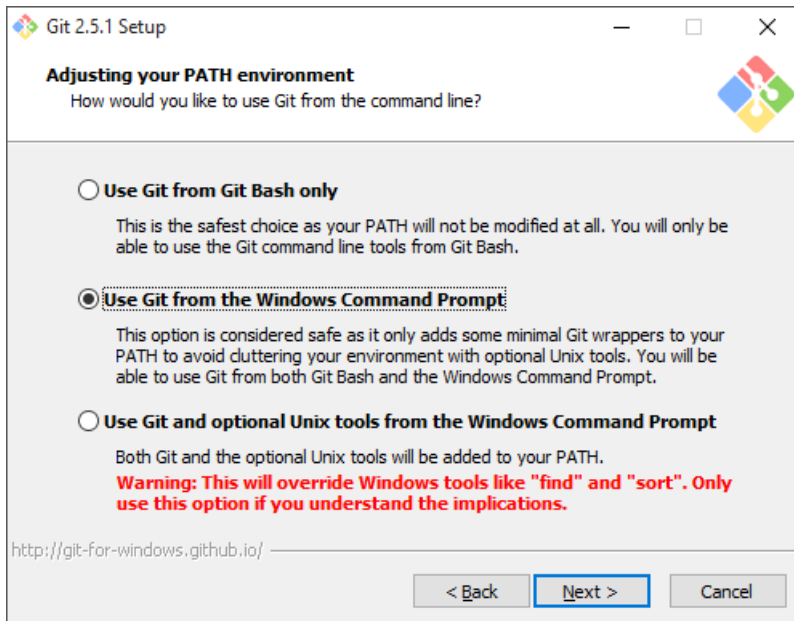 Git 2.5.1 Setup
Adjusting your PATH environment
How would you like to use Git from the command line?
Use Git from Git Bash only
This is the safest choice as your PATH will not be modified at all. You will only be
able to use the Git command line tools from Git Bash.
Use Git from the Windows Command Prompt
This option is considered safe as it only adds some minimal Git wrappers to your
PATH to avoid cluttering your environment with optional Unix tools. You will be
able to use Git from both Git Bash and the Windows Command Prompt.
Use Git and optional Unix tools from the Windows Command Prompt
Both Git and the optional Unix tools will be added to your PATH.
Warning: This will override Windows tools like "find" and "sort". Only
use this option if you understand the implications.
http://git-for-windows.github.io/
< Back Next > Cancel